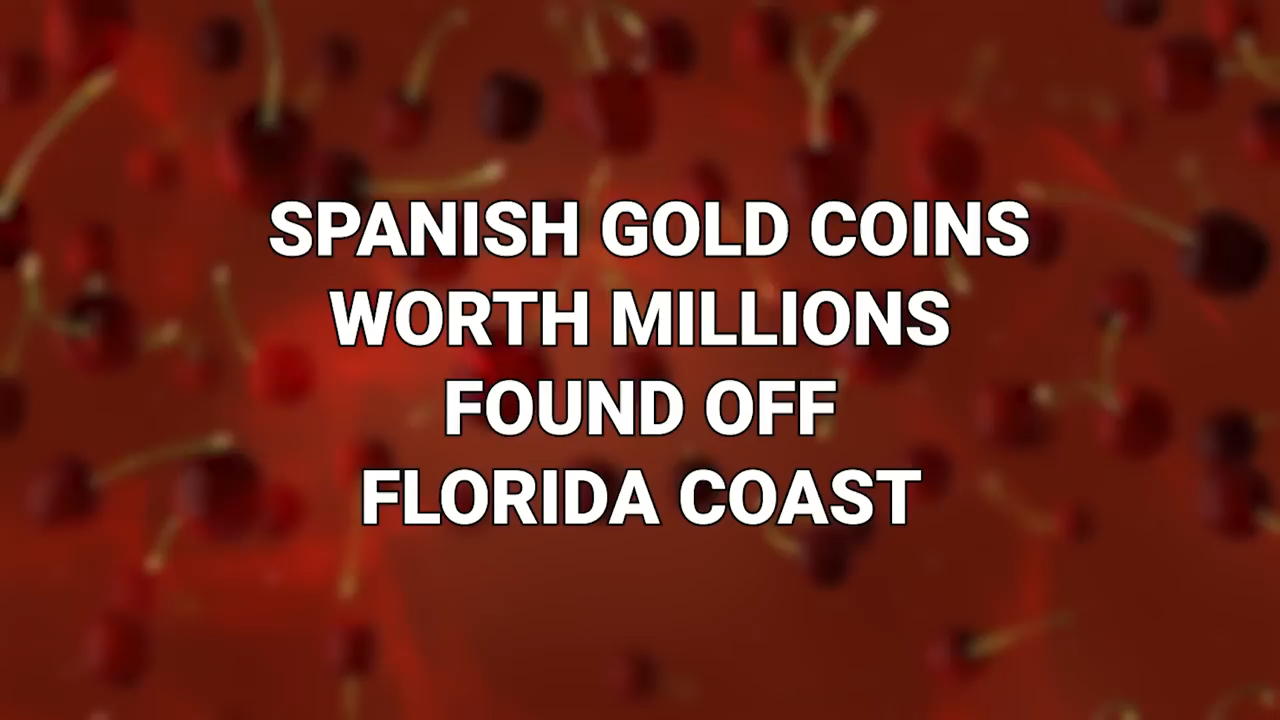 SPANISH GOLD COINS
WORTH MILLIONS
FOUND OFF
FLORIDA COAST